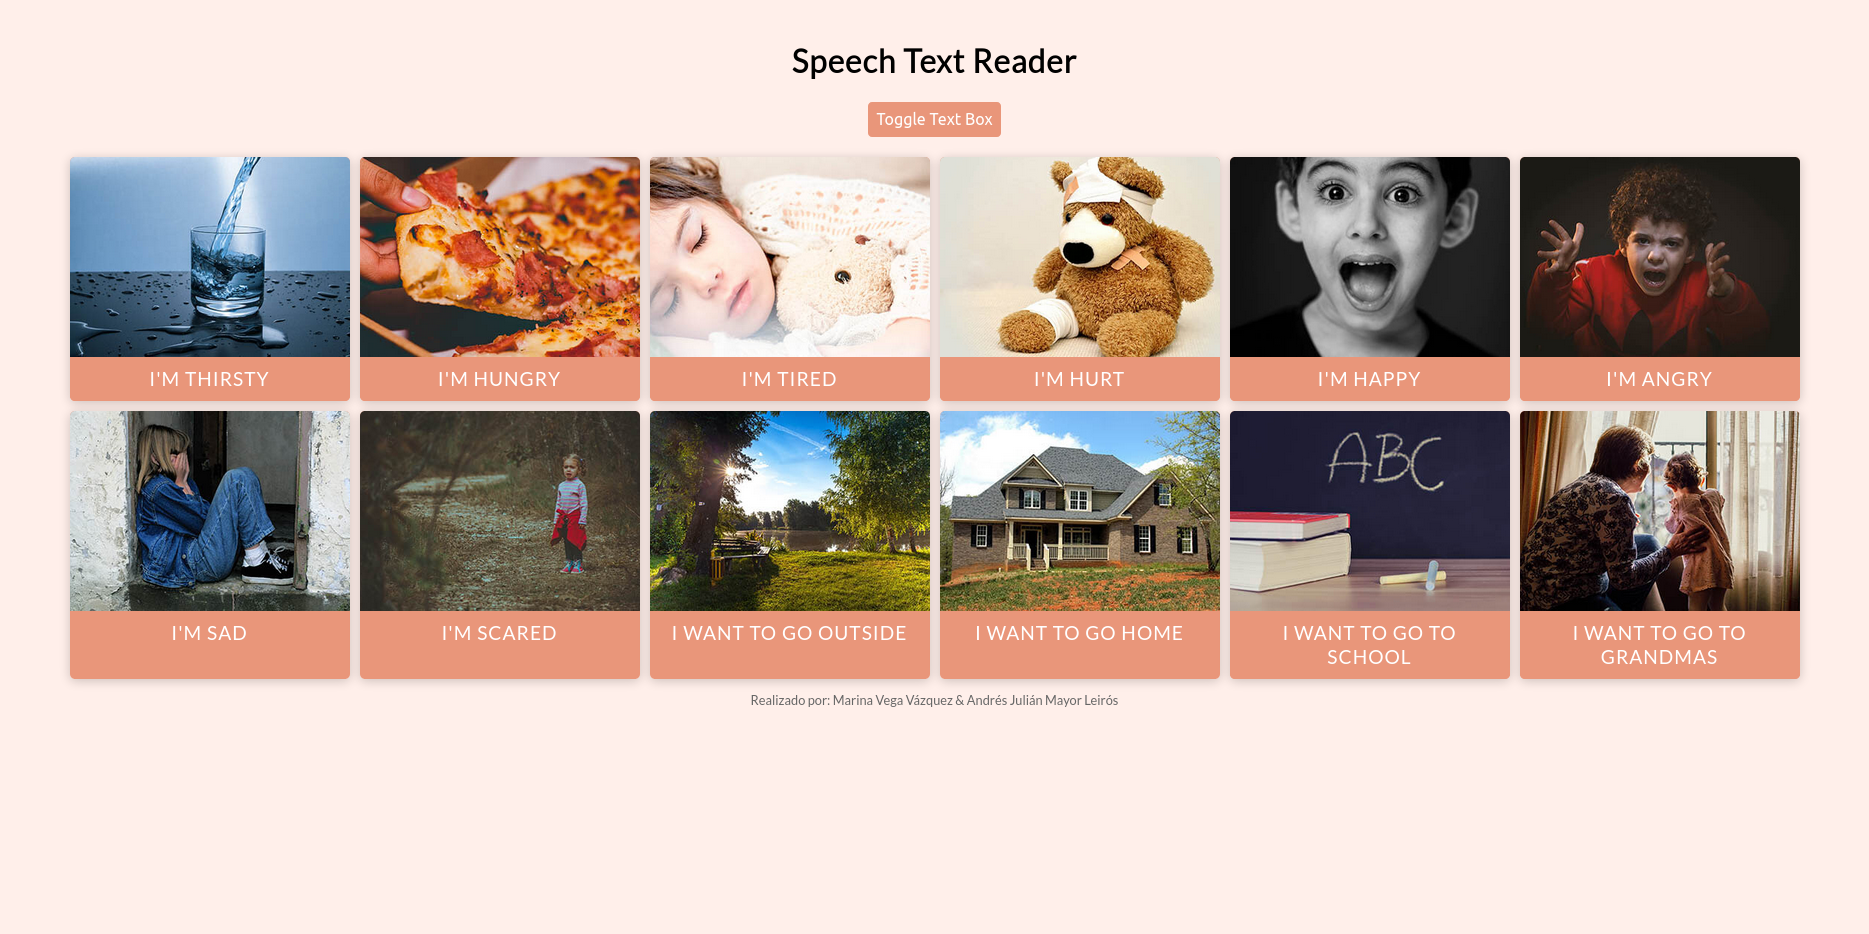 Speech Text Reader
Toggle Text Box
I'M THIRSTY
I'M HUNGRY
I'M TIRED
I'M HURT
I'M HAPPY
I'M ANGRY
I'M SAD
I'M SCARED
I WANT TO GO OUTSIDE
I WANT TO GO HOME
ABC
I WANT TO GO TO
SCHOOL
I WANT TO GO TO
GRANDMAS
Realizado por: Marina Vega Vázquez & Andrés Julián Mayor Leirós